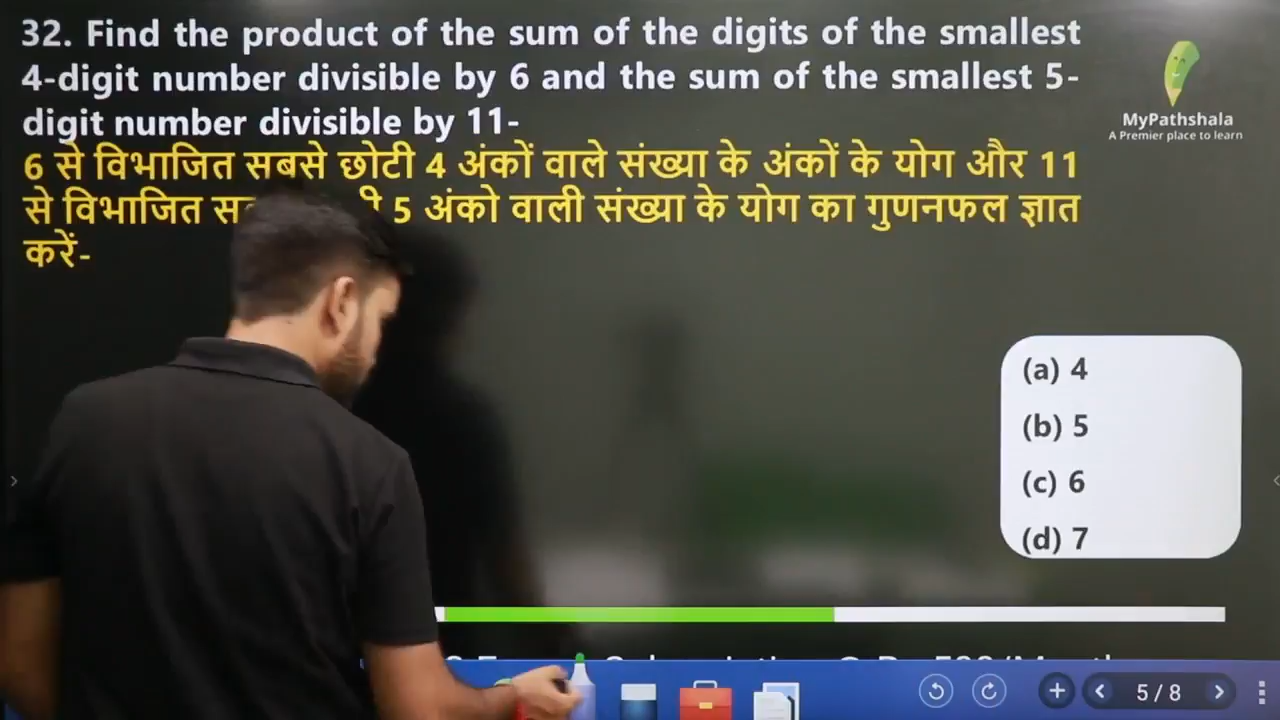 32. Find the product of the sum of the digits of the smallest
4-digit number divisible by 6 and the sum of the smallest 5-
digit number divisible by 11-
6 से विभाजित सबसे छोटी 4 अंकों वाले संख्या के अंकों के योग और 11
से विभाजित 5 अंको वाली संख्या के योग का गुणनफल ज्ञात
करें-
MyPathshala
A Premier place to learn
(a) 4
(b) 5
(c) 6
(d) 7
5 / 8